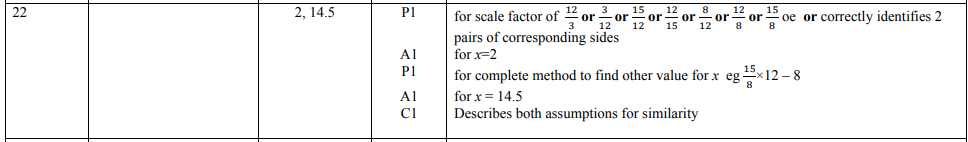 22 2, 14.5 P1 for scale factor of 12/3 or 3/12 or 15/12 or 12/15 or 8/12 or 12/8 or 15/8 oe or correctly identifies 2
pairs of corresponding sides
A1 for x=2
P1 for complete method to find other value for x eg 15/8 × 12 – 8
A1 for x = 14.5
C1 Describes both assumptions for similarity